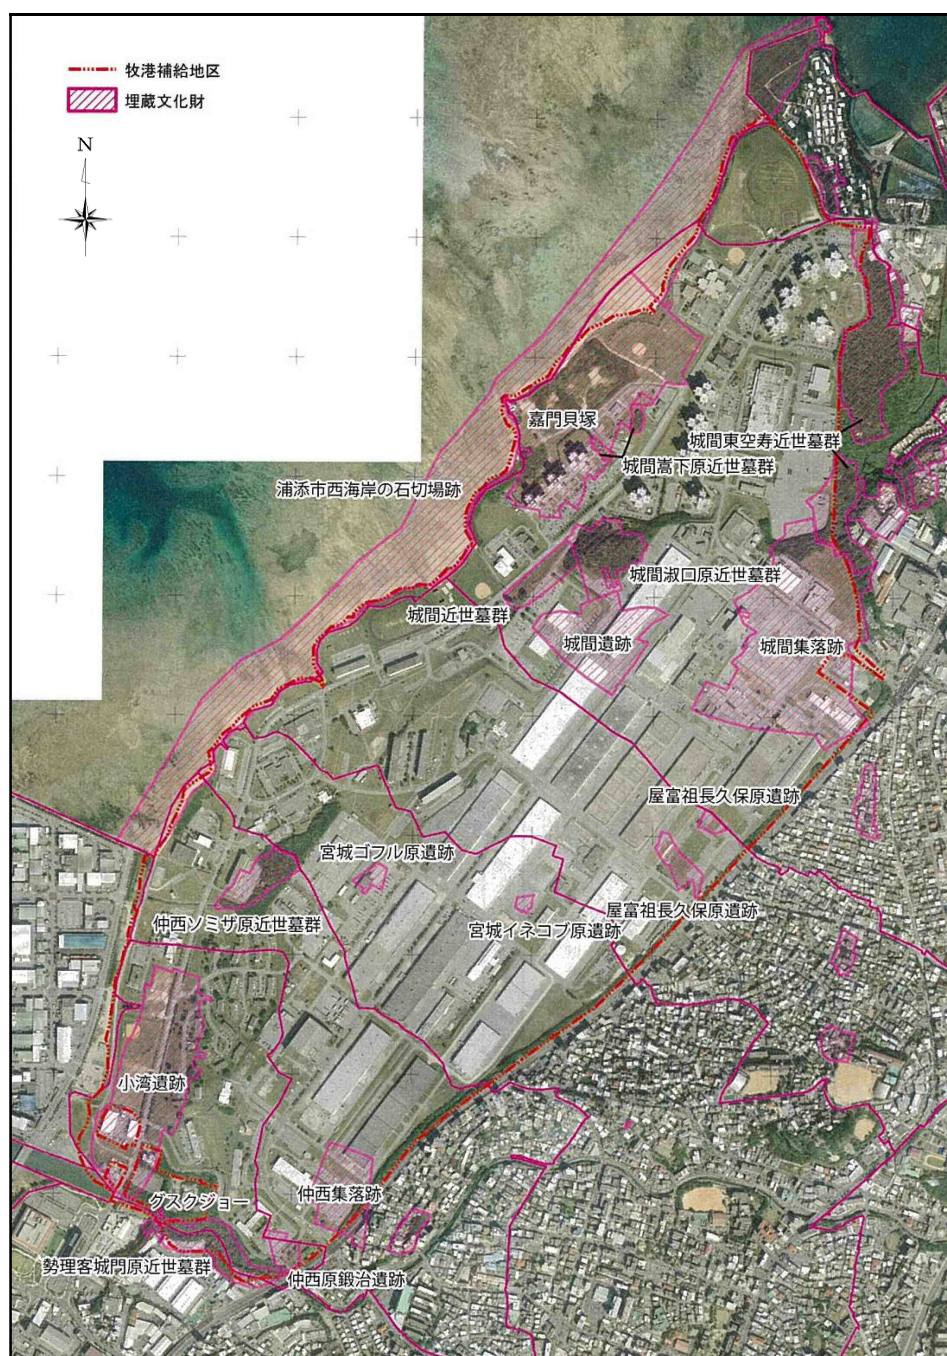 牧港補給地区
埋蔵文化財
N
嘉門貝塚
城間東空寿近世墓群
城間嵩下原近世墓群
浦添市西海岸の石切場跡
城間淑口原近世墓群
城間近世墓群
城間遺跡
城間集落跡
屋富祖長久保原遺跡
宮城ゴフル原遺跡
屋富祖長久保原遺跡
仲西ソミザ原近世墓群
宮城イネコブ原遺跡
小湾遺跡
仲西集落跡
グスクジョー
勢理客城門原近世墓群
仲西原鍛冶遺跡